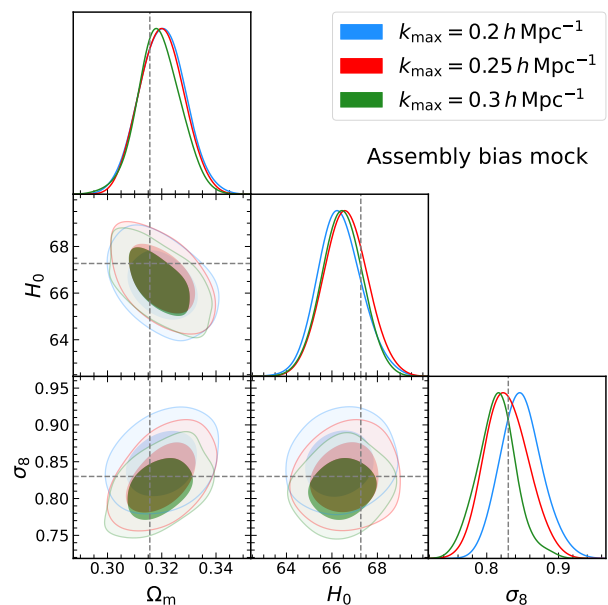 k_max = 0.2 h Mpc⁻¹
k_max = 0.25 h Mpc⁻¹
k_max = 0.3 h Mpc⁻¹
Assembly bias mock
H₀
68
66
64
σ₈
0.95
0.90
0.85
0.80
0.75
0.30 0.32 0.34
64 66 68
0.8 0.9
Ωₘ
H₀
σ₈